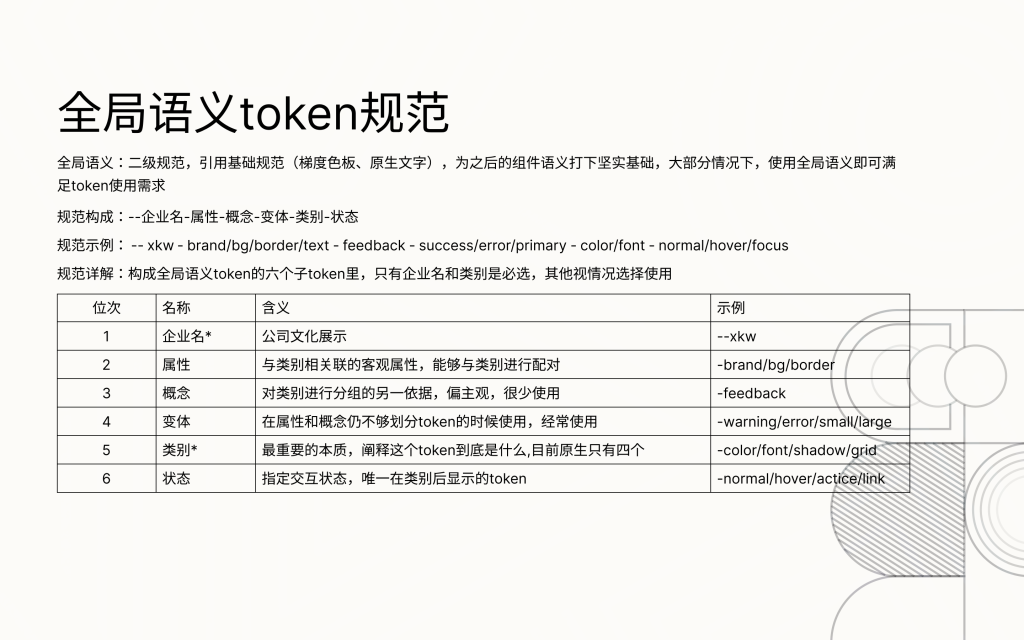 全局语义token规范
全局语义：二级规范，引用基础规范（梯度色板、原生文字），为之后的组件语义打下坚实基础，大部分情况下，使用全局语义即可满
足token使用需求
规范构成：--企业名-属性-概念-变体-类别-状态
规范示例： -- xkw - brand/bg/border/text - feedback - success/error/primary - color/font - normal/hover/focus
规范详解：构成全局语义token的六个子token里，只有企业名和类别是必选，其他视情况选择使用
位次 名称 含义 示例
1 企业名* 公司文化展示 --xkw
2 属性 与类别相关联的客观属性，能够与类别进行配对 -brand/bg/border
3 概念 对类别进行分组的另一依据，偏主观，很少使用 -feedback
4 变体 在属性和概念仍不够划分token的时候使用，经常使用 -warning/error/small/large
5 类别* 最重要的本质，阐释这个token到底是什么,目前原生只有四个 -color/font/shadow/grid
6 状态 指定交互状态，唯一在类别后显示的token -normal/hover/actice/link